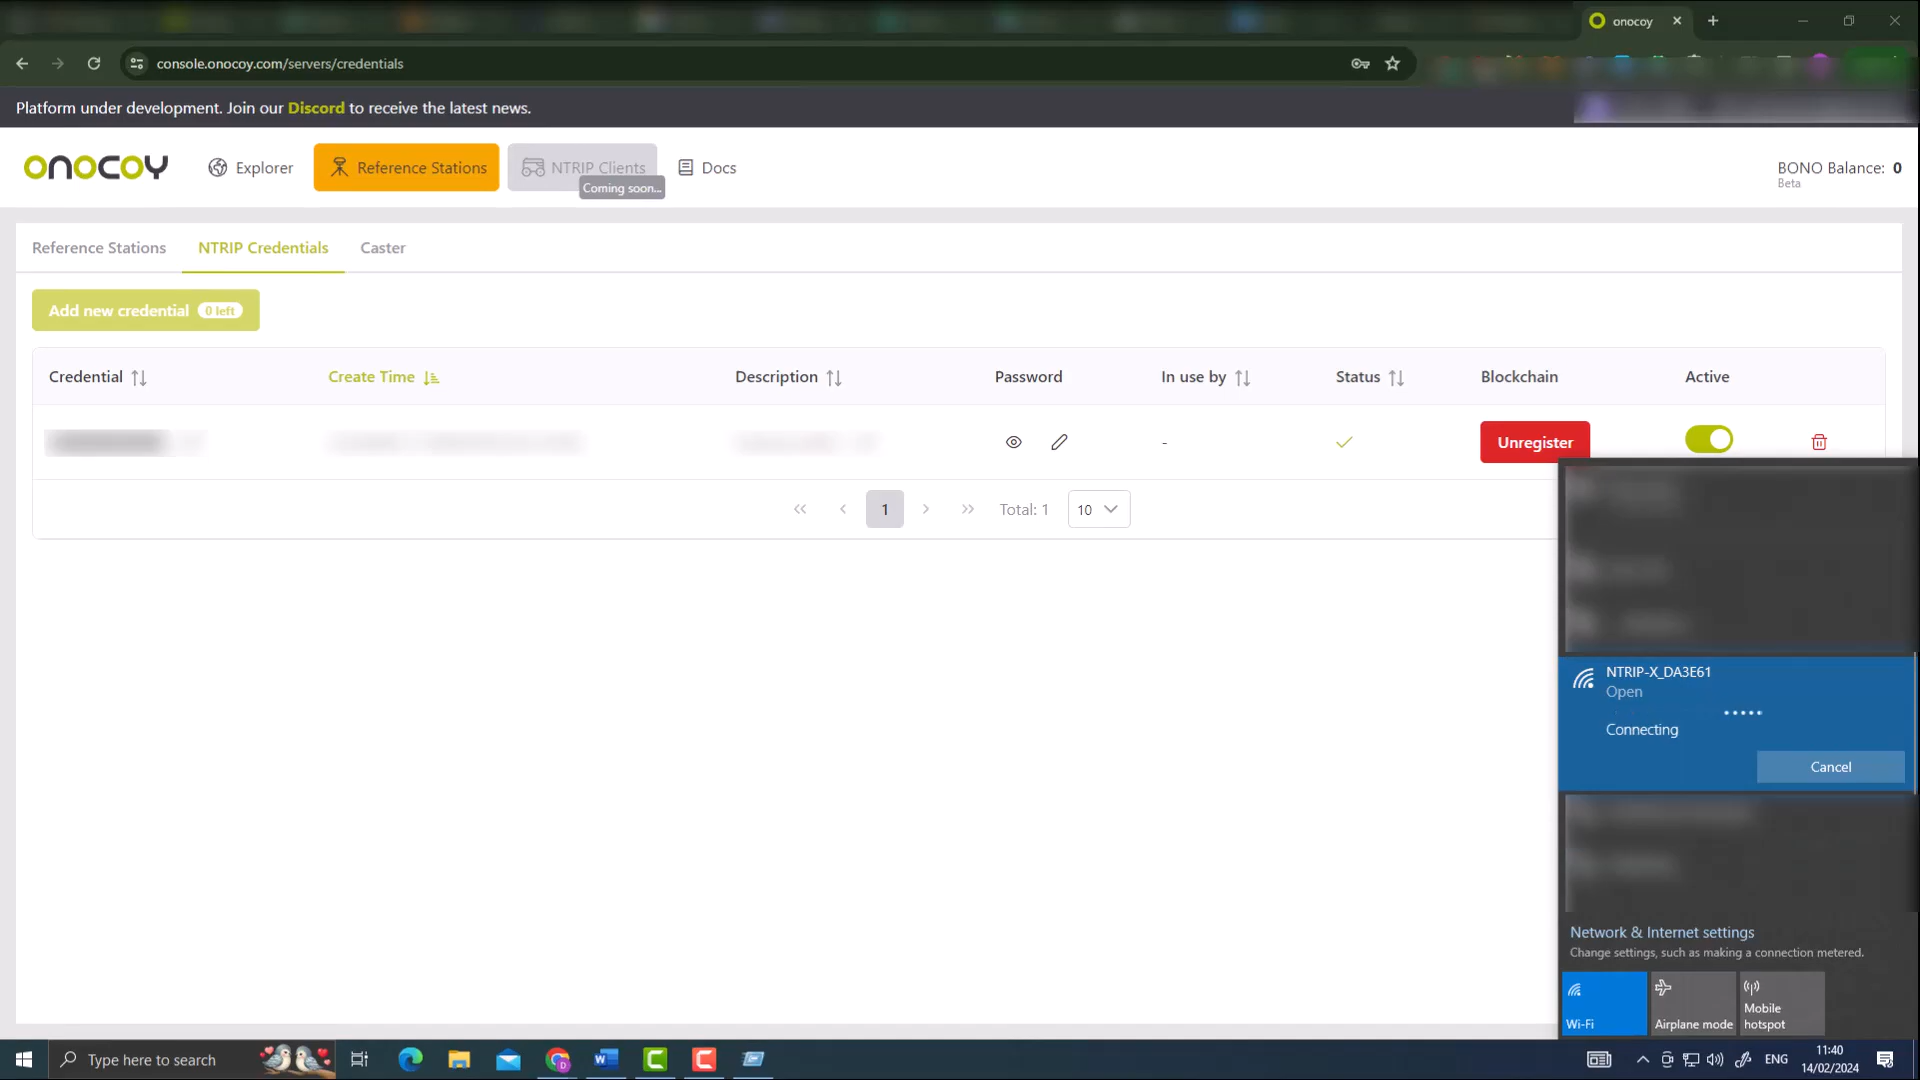 onocoy
console.onocoy.com/servers/credentials
Platform under development. Join our Discord to receive the latest news.
onocoy
Explorer
Reference Stations
NTRIP Clients
Docs
Coming soon...
BONO Balance: 0
Beta
Reference Stations
NTRIP Credentials
Caster
Add new credential 0 left
Credential
Create Time
Description
Password
In use by
Status
Blockchain
Active
-
Unregister
1
Total: 1
10
NTRIP-X_DA3E61
Open
Connecting
Cancel
Network & Internet settings
Change settings, such as making a connection metered.
Wi-Fi
Airplane mode
Mobile
hotspot
Type here to search
ENG
11:40
14/02/2024